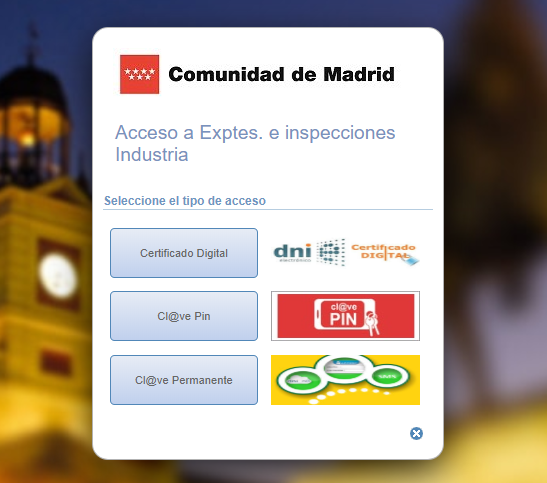 Comunidad de Madrid
Acceso a Exptes. e inspecciones
Industria
Seleccione el tipo de acceso
Certificado Digital
dni
electrónico
Certificado
DIGITAL
Cl@ve Pin
cl@ve
PIN
Cl@ve Permanente